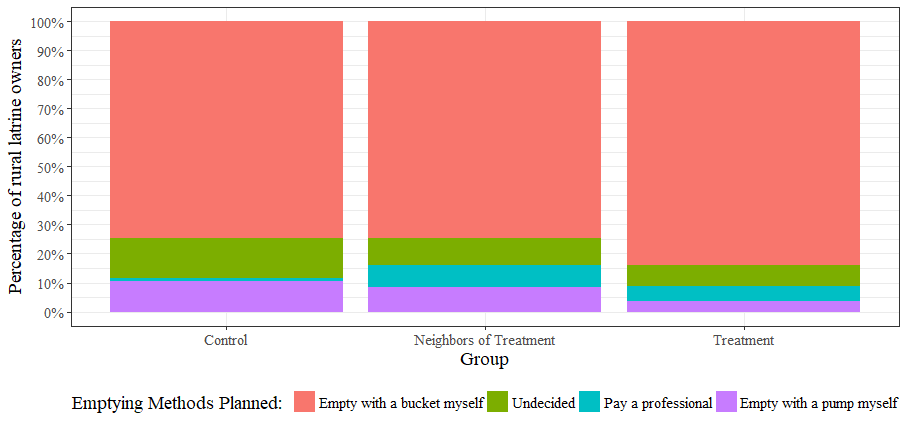 Percentage of rural latrine owners
100%
90%
80%
70%
60%
50%
40%
30%
20%
10%
0%
Control Neighbors of Treatment Treatment
Group
Emptying Methods Planned: Empty with a bucket myself Undecided Pay a professional Empty with a pump myself